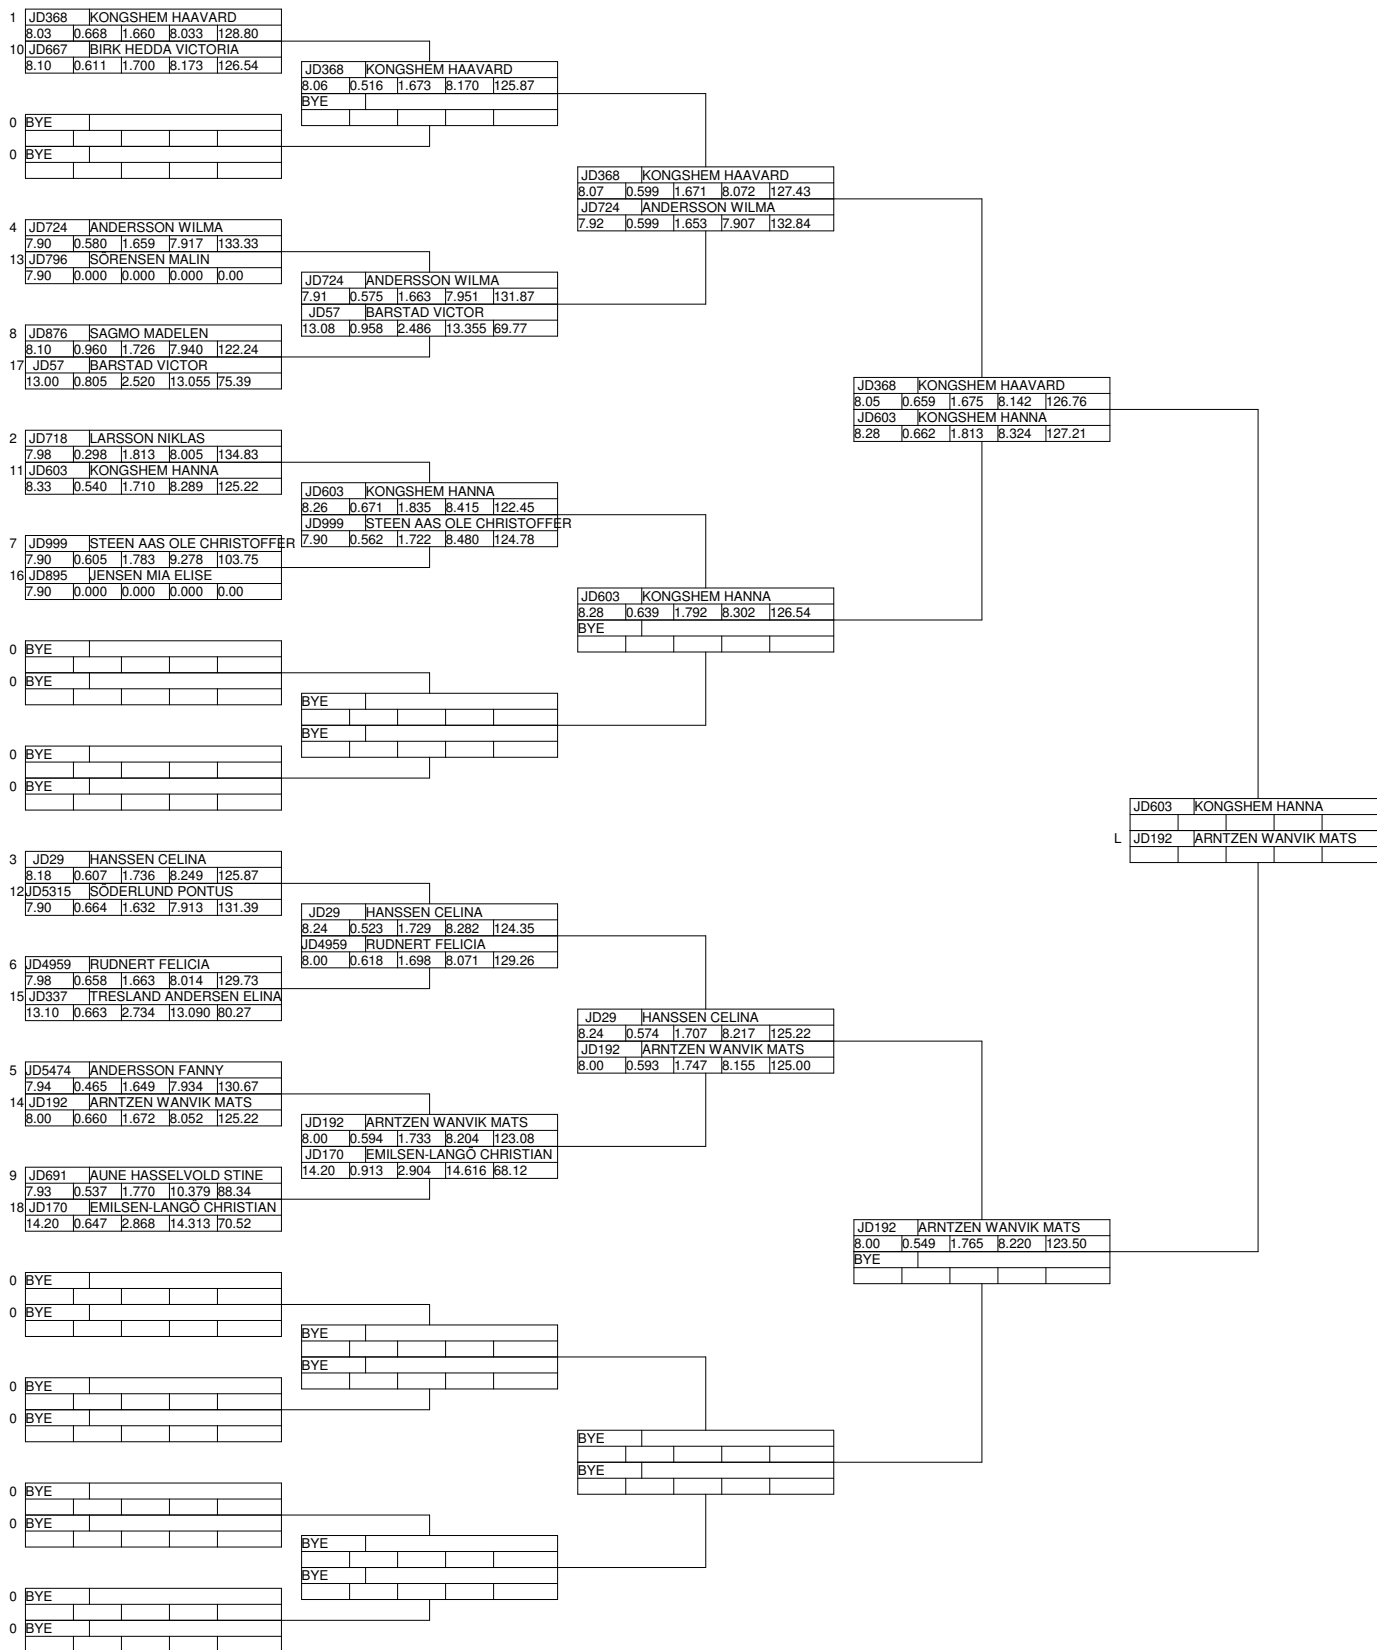 1 JD368 KONGSHEM HAAVARD
8.03 0.668 1.660 8.033 128.80
10 JD667 BIRK HEDDA VICTORIA
8.10 0.611 1.700 8.173 126.54
0 BYE
0 BYE
4 JD724 ANDERSSON WILMA
7.90 0.580 1.659 7.917 133.33
13 JD796 SÖRENSEN MALIN
7.90 0.000 0.000 0.000 0.00
8 JD876 SAGMO MADELEN
8.10 0.960 1.726 7.940 122.24
17 JD57 BARSTAD VICTOR
13.00 0.805 2.520 13.055 75.39
2 JD718 LARSSON NIKLAS
7.98 0.298 1.813 8.005 134.83
11 JD603 KONGSHEM HANNA
8.33 0.540 1.710 8.289 125.22
7 JD999 STEEN AAS OLE CHRISTOFFER
7.90 0.605 1.783 9.278 103.75
16 JD895 JENSEN MIA ELISE
7.90 0.000 0.000 0.000 0.00
0 BYE
0 BYE
0 BYE
0 BYE
3 JD29 HANSSEN CELINA
8.18 0.607 1.736 8.249 125.87
12 JD5315 SÖDERLUND PONTUS
7.90 0.664 1.632 7.913 131.39
6 JD4959 RUDNERT FELICIA
7.98 0.658 1.663 8.014 129.73
15 JD337 TRESLAND ANDERSEN ELINA
13.10 0.663 2.734 13.090 80.27
5 JD5474 ANDERSSON FANNY
7.94 0.465 1.649 7.934 130.67
14 JD192 ARNTZEN WANVIK MATS
8.00 0.660 1.672 8.052 125.22
9 JD691 AUNE HASSELVOLD STINE
7.93 0.537 1.770 10.379 88.34
18 JD170 EMILSEN-LANGÖ CHRISTIAN
14.20 0.647 2.868 14.313 70.52
0 BYE
0 BYE
0 BYE
0 BYE
0 BYE
0 BYE
0 BYE
0 BYE
JD368 KONGSHEM HAAVARD
8.06 0.516 1.673 8.170 125.87
BYE
JD724 ANDERSSON WILMA
7.91 0.575 1.663 7.951 131.87
JD57 BARSTAD VICTOR
13.08 0.958 2.486 13.355 69.77
JD603 KONGSHEM HANNA
8.26 0.671 1.835 8.415 122.45
JD999 STEEN AAS OLE CHRISTOFFER
7.90 0.562 1.722 8.480 124.78
BYE
BYE
JD29 HANSSEN CELINA
8.24 0.523 1.729 8.282 124.35
JD4959 RUDNERT FELICIA
8.00 0.618 1.698 8.071 129.26
JD192 ARNTZEN WANVIK MATS
8.00 0.594 1.733 8.204 123.08
JD170 EMILSEN-LANGÖ CHRISTIAN
14.20 0.913 2.904 14.616 68.12
BYE
BYE
BYE
BYE
JD368 KONGSHEM HAAVARD
8.07 0.599 1.671 8.072 127.43
JD724 ANDERSSON WILMA
7.92 0.599 1.653 7.907 132.84
JD603 KONGSHEM HANNA
8.28 0.639 1.792 8.302 126.54
BYE
JD29 HANSSEN CELINA
8.24 0.574 1.707 8.217 125.22
JD192 ARNTZEN WANVIK MATS
8.00 0.593 1.747 8.155 125.00
BYE
BYE
JD368 KONGSHEM HAAVARD
8.05 0.659 1.675 8.142 126.76
JD603 KONGSHEM HANNA
8.28 0.662 1.813 8.324 127.21
JD192 ARNTZEN WANVIK MATS
8.00 0.549 1.765 8.220 123.50
BYE
JD603 KONGSHEM HANNA
L JD192 ARNTZEN WANVIK MATS